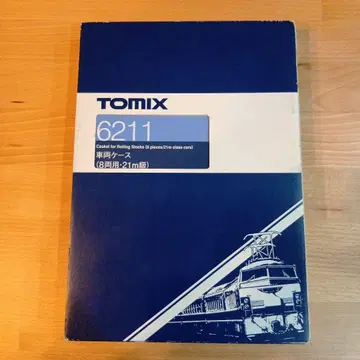 TOMIX
6211
Casket for Rolling Stocks (8 pieces/21m class cars)
車両ケース
(8両用・21m級)